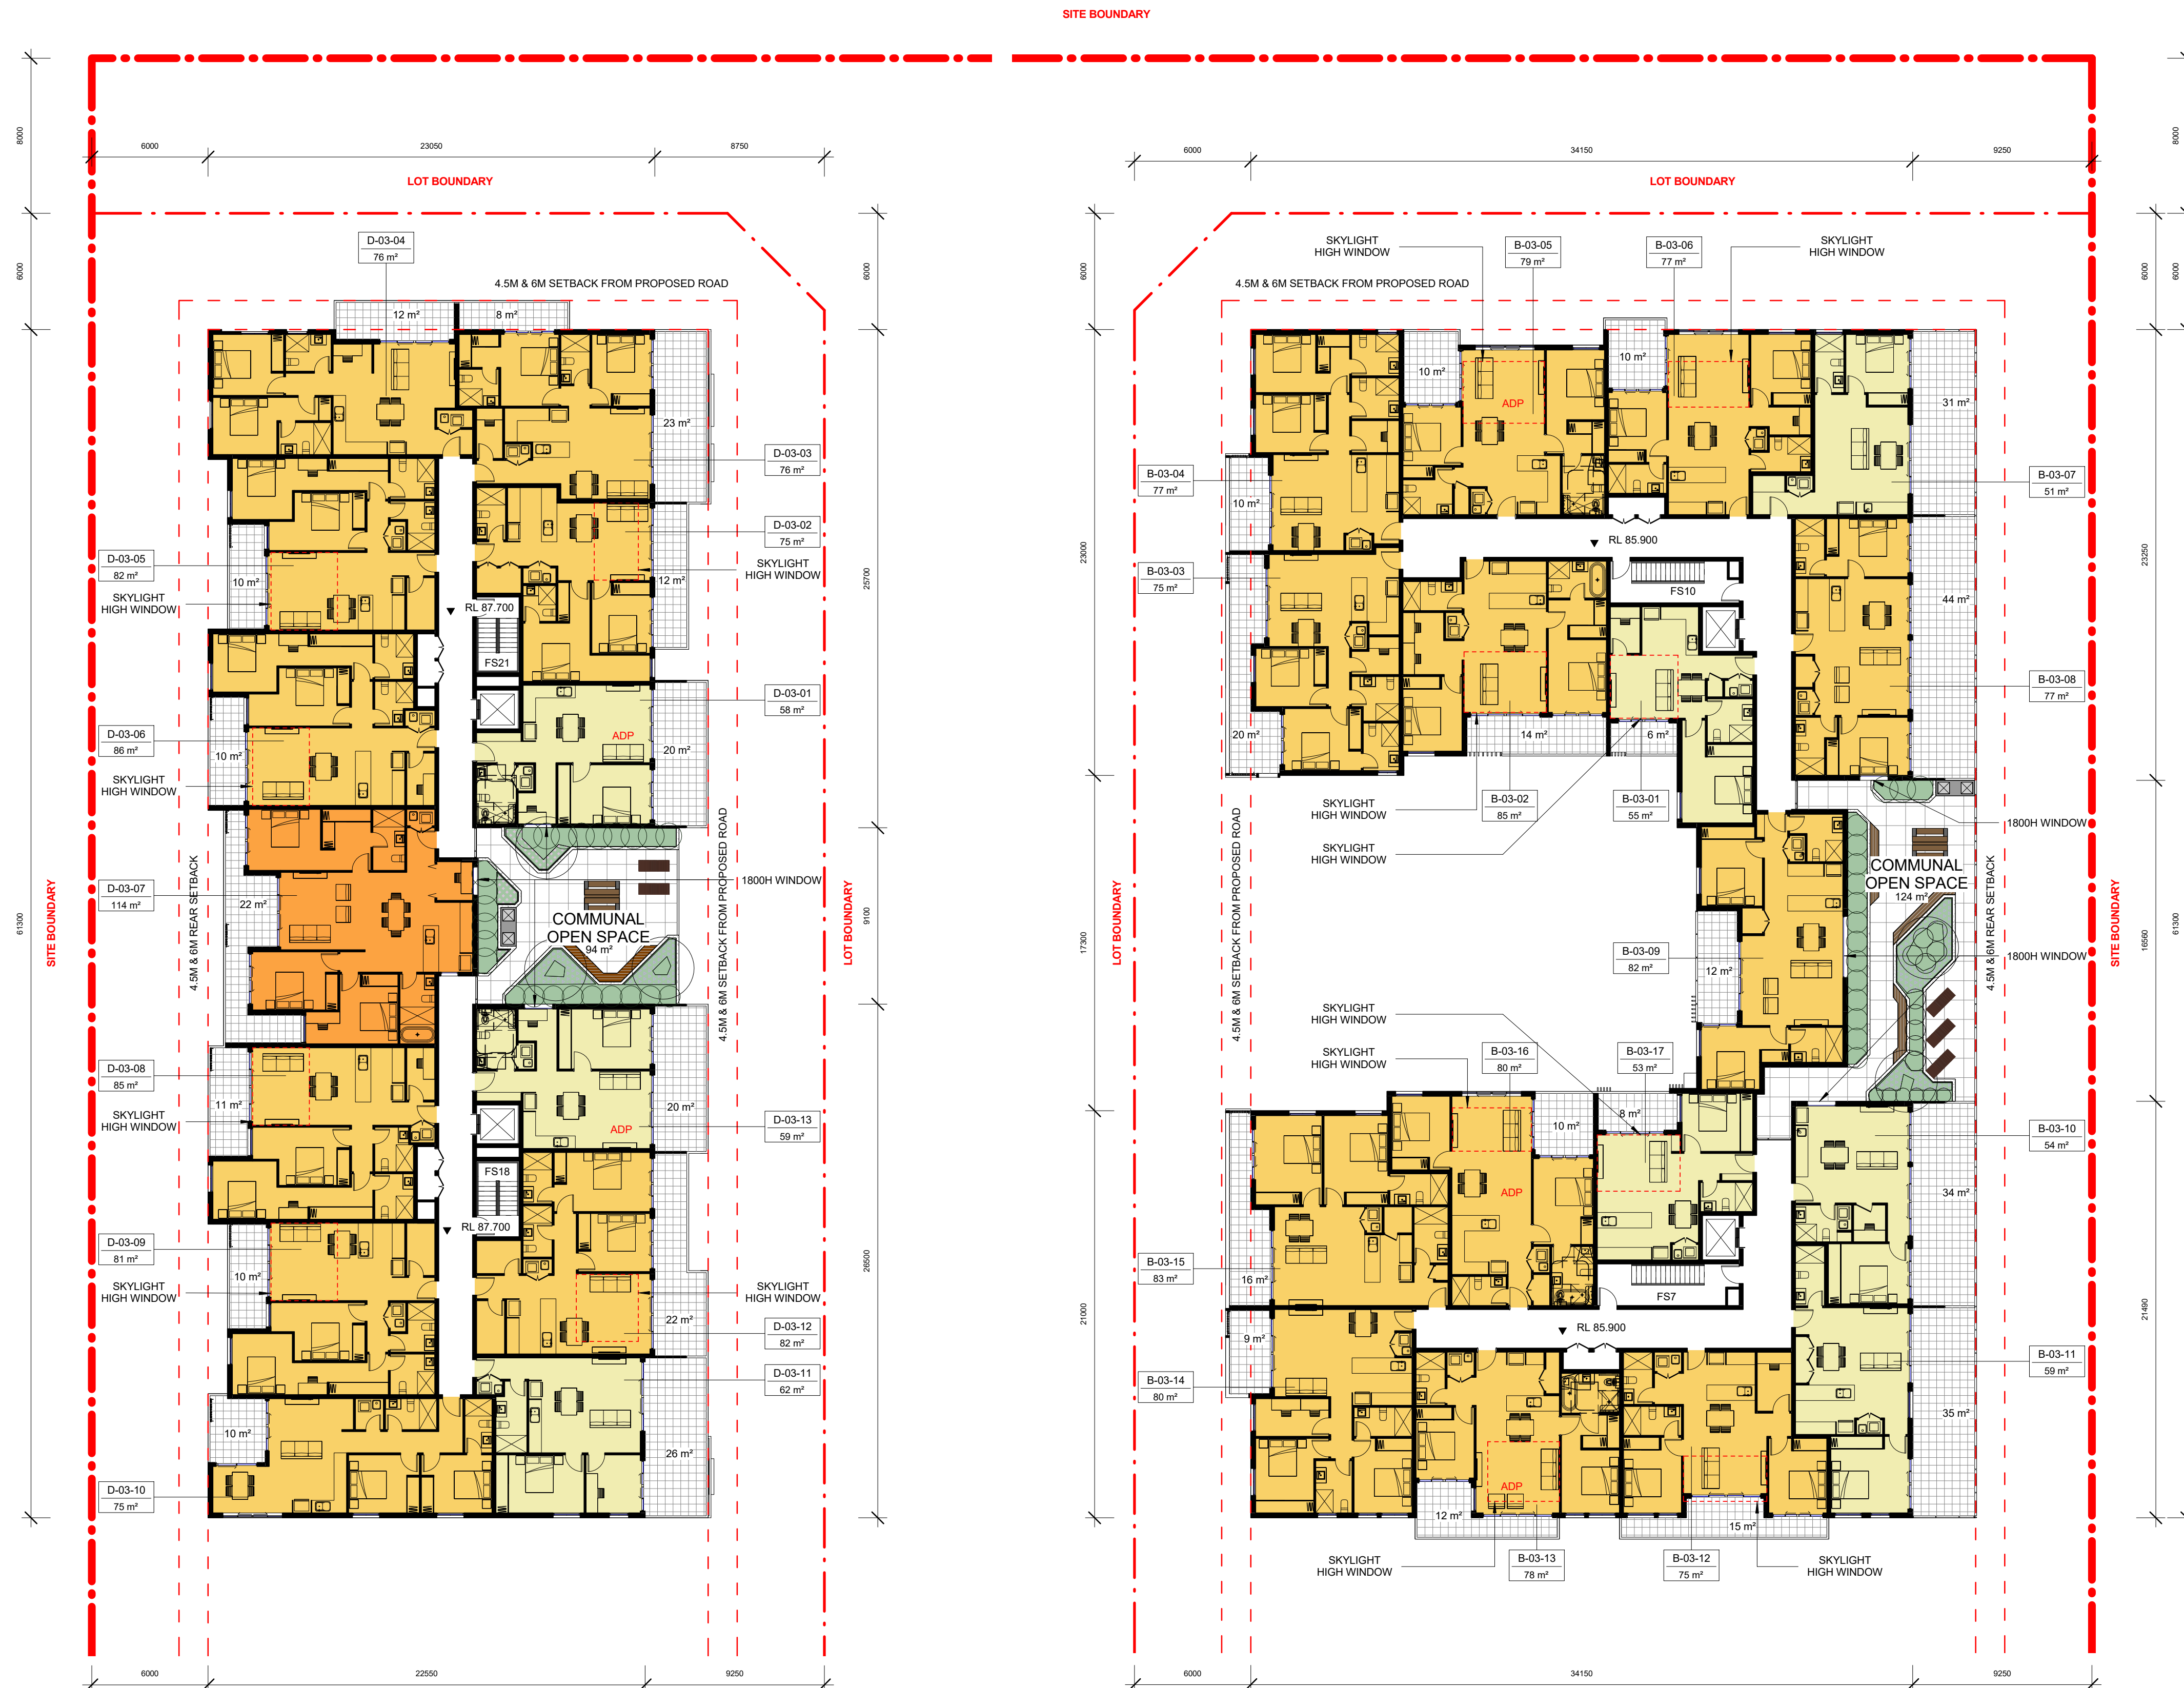 SITE BOUNDARY
6000
23050
8750
6000
34150
9250
8000
8000
LOT BOUNDARY
LOT BOUNDARY
D-03-04
76 m²
SKYLIGHT
HIGH WINDOW
B-03-05
79 m²
B-03-06
77 m²
SKYLIGHT
HIGH WINDOW
6000
6000
6000
6000
6000
4.5M & 6M SETBACK FROM PROPOSED ROAD
4.5M & 6M SETBACK FROM PROPOSED ROAD
12 m²
8 m²
23 m²
D-03-03
76 m²
D-03-02
75 m²
SKYLIGHT
HIGH WINDOW
12 m²
D-03-05
82 m²
10 m²
SKYLIGHT
HIGH WINDOW
RL 87.700
FS21
25700
D-03-01
58 m²
ADP
20 m²
D-03-06
86 m²
10 m²
SKYLIGHT
HIGH WINDOW
4.5M & 6M REAR SETBACK
4.5M & 6M SETBACK FROM PROPOSED ROAD
D-03-07
114 m²
22 m²
1800H WINDOW
COMMUNAL
OPEN SPACE
94 m²
9100
61300
SITE BOUNDARY
LOT BOUNDARY
D-03-08
85 m²
11 m²
SKYLIGHT
HIGH WINDOW
20 m²
D-03-13
59 m²
ADP
FS18
RL 87.700
D-03-09
81 m²
10 m²
SKYLIGHT
HIGH WINDOW
26500
SKYLIGHT
HIGH WINDOW
22 m²
D-03-12
82 m²
D-03-11
62 m²
10 m²
26 m²
D-03-10
75 m²
6000
22550
9250
10 m²
ADP
10 m²
31 m²
B-03-04
77 m²
10 m²
B-03-07
51 m²
RL 85.900
B-03-03
75 m²
FS10
23000
23250
44 m²
B-03-08
77 m²
20 m²
14 m²
6 m²
SKYLIGHT
HIGH WINDOW
B-03-02
85 m²
B-03-01
55 m²
1800H WINDOW
SKYLIGHT
HIGH WINDOW
4.5M & 6M SETBACK FROM PROPOSED ROAD
COMMUNAL
OPEN SPACE
124 m²
4.5M & 6M REAR SETBACK
LOT BOUNDARY
17300
B-03-09
82 m²
12 m²
1800H WINDOW
SITE BOUNDARY
16560
61300
SKYLIGHT
HIGH WINDOW
SKYLIGHT
HIGH WINDOW
B-03-16
80 m²
B-03-17
53 m²
8 m²
10 m²
B-03-10
54 m²
ADP
34 m²
B-03-15
83 m²
16 m²
FS7
21000
21490
9 m²
RL 85.900
B-03-14
80 m²
B-03-11
59 m²
35 m²
ADP
12 m²
15 m²
SKYLIGHT
HIGH WINDOW
B-03-13
78 m²
B-03-12
75 m²
SKYLIGHT
HIGH WINDOW
6000
34150
9250